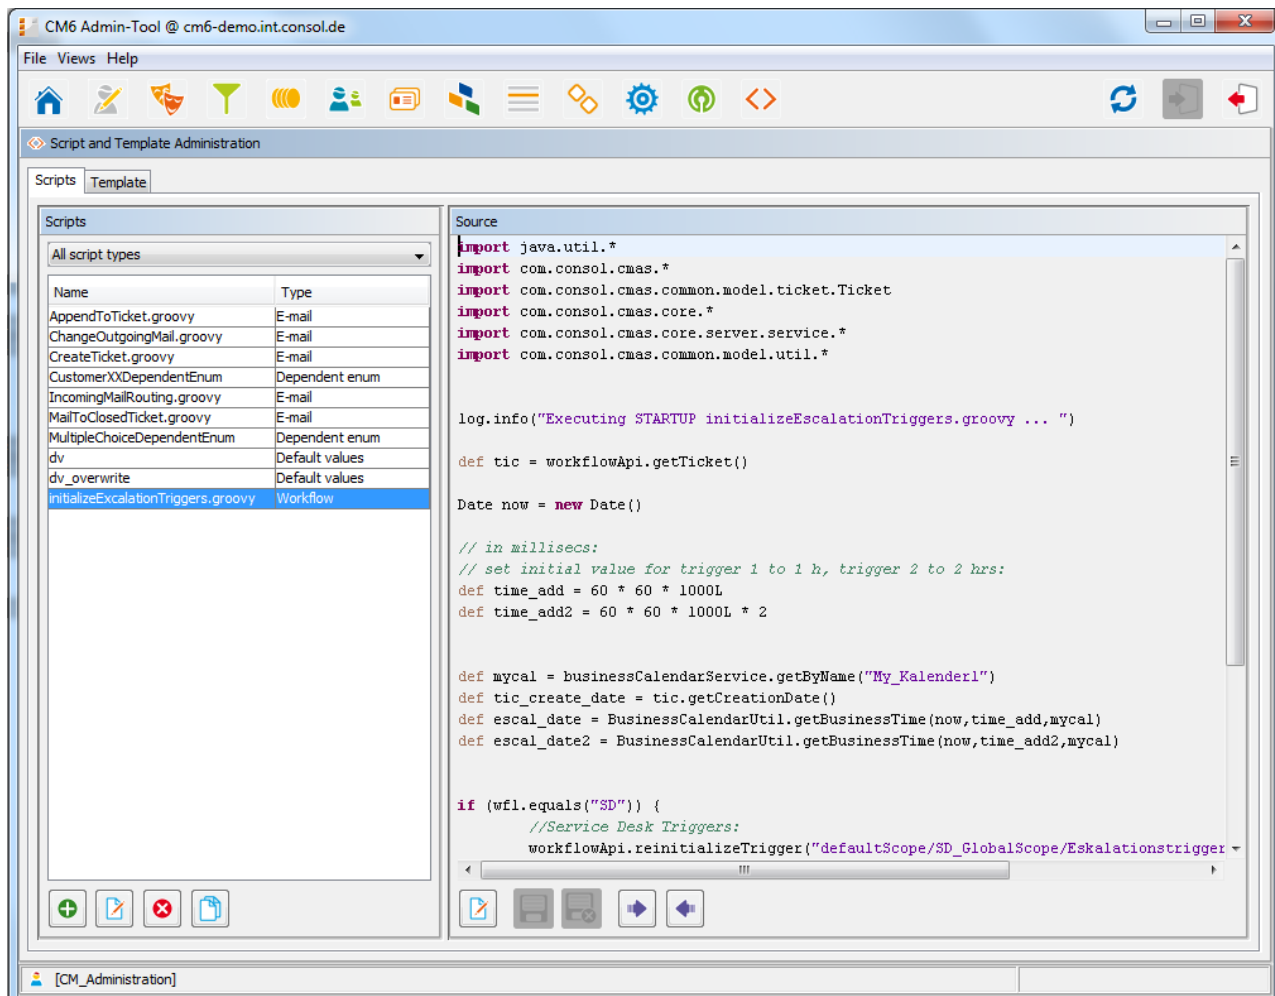 CM6 Admin-Tool @ cm6-demo.int.consol.de
File Views Help
Script and Template Administration
Scripts Template
Scripts
All script types
Name Type
AppendToTicket.groovy E-mail
ChangeOutgoingMail.groovy E-mail
CreateTicket.groovy E-mail
CustomerXXDependentEnum Dependent enum
IncomingMailRouting.groovy E-mail
MailToClosedTicket.groovy E-mail
MultipleChoiceDependentEnum Dependent enum
dv Default values
dv_overwrite Default values
initializeExcalationTriggers.groovy Workflow
Source
import java.util.*
import com.consol.cmas.*
import com.consol.cmas.common.model.ticket.Ticket
import com.consol.cmas.core.*
import com.consol.cmas.core.server.service.*
import com.consol.cmas.common.model.util.*
log.info("Executing STARTUP initializeEscalationTriggers.groovy ... ")
def tic = workflowApi.getTicket()
Date now = new Date()
// in millisecs:
// set initial value for trigger 1 to 1 h, trigger 2 to 2 hrs:
def time_add = 60 * 60 * 1000L
def time_add2 = 60 * 60 * 1000L * 2
def mycal = businessCalendarService.getByName("My_Kalender1")
def tic_create_date = tic.getCreationDate()
def escal_date = BusinessCalendarUtil.getBusinessTime(now,time_add,mycal)
def escal_date2 = BusinessCalendarUtil.getBusinessTime(now,time_add2,mycal)
if (wfl.equals("SD")) {
//Service Desk Triggers:
workflowApi.reinitializeTrigger("defaultScope/SD_GlobalScope/Eskalationstrigger
[CM_Administration]